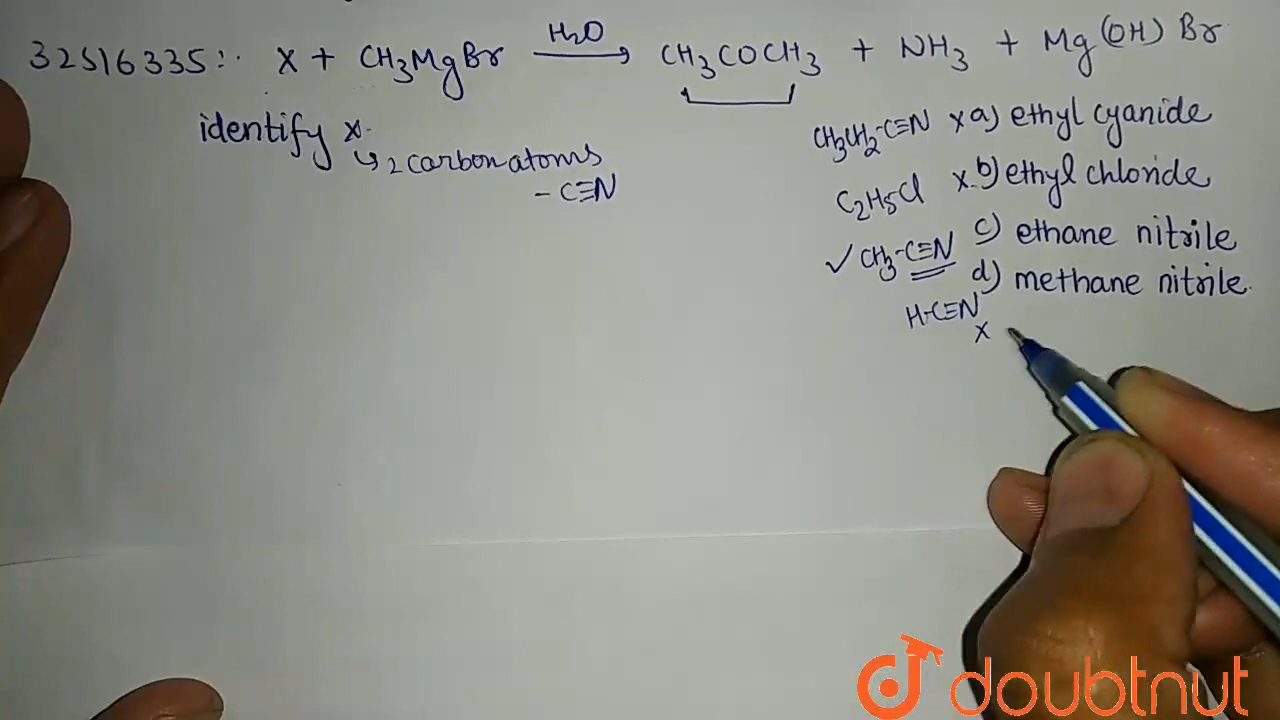 32516335:- X + CH3MgBr H2O → CH3COCH3 + NH3 + Mg(OH)Br
identify x.
↳ 2 carbon atoms
- C≡N
CH3CH2-C≡N x a) ethyl cyanide
C2H5Cl x. b) ethyl chloride
✓ CH3-C≡N c) ethane nitrile
d) methane nitrile.
H-C≡N
x
doubtnut